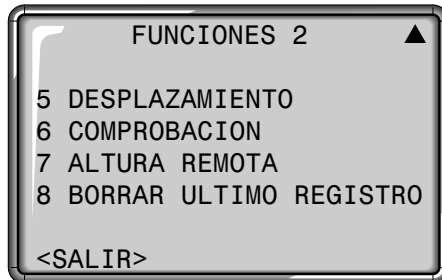 FUNCIONES 2 ▲
5 DESPLAZAMIENTO
6 COMPROBACION
7 ALTURA REMOTA
8 BORRAR ULTIMO REGISTRO
<SALIR>